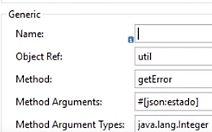 Generic
Name:
Object Ref: util
Method: getError
Method Arguments: #[json:estado]
Method Argument Types: java.lang.Integer